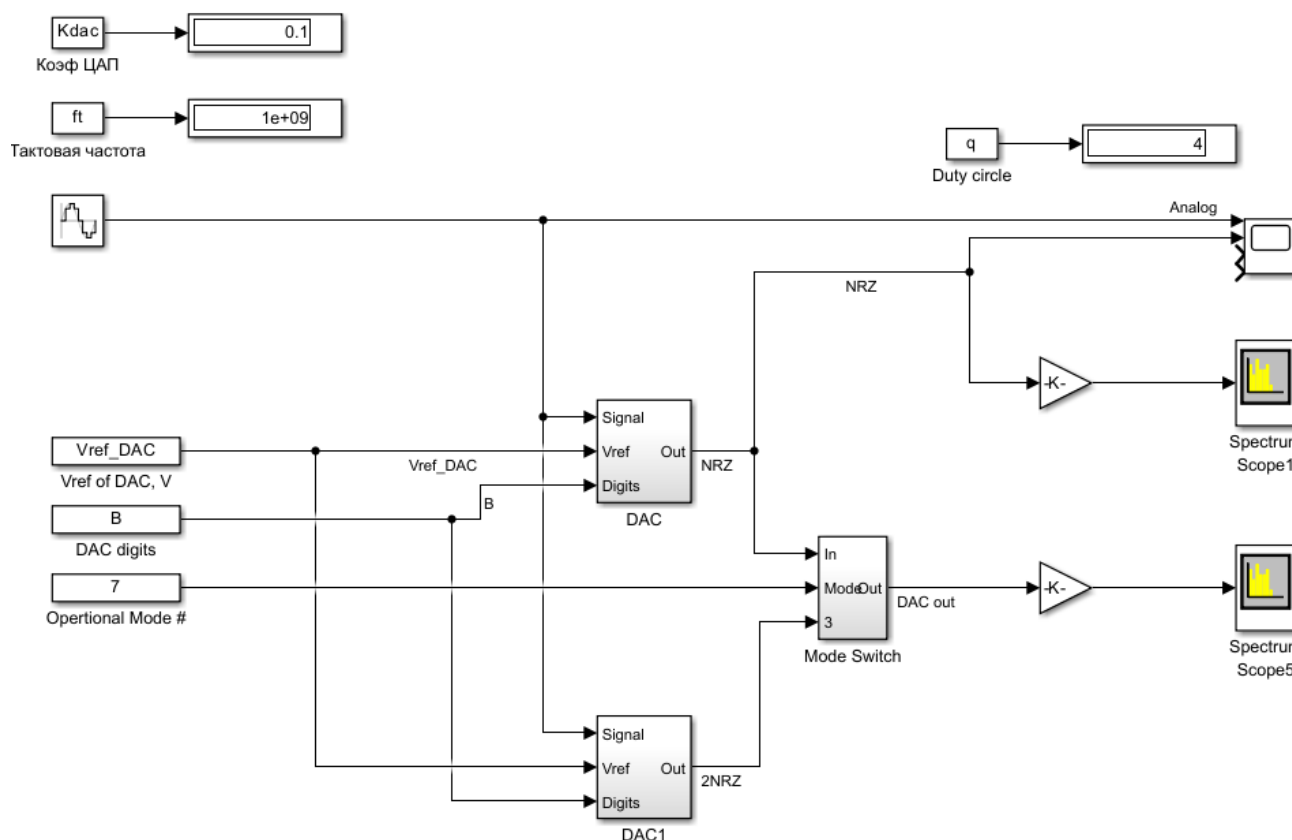 Kdac
0.1
Коэф ЦАП
ft
1e+09
Тактовая частота
q
4
Duty circle
Analog
NRZ
-K-
Spectrum
Scope1
Vref_DAC
Vref of DAC, V
Vref_DAC
Signal
Vref
Out
Digits
NRZ
DAC
B
B
DAC digits
7
Opertional Mode #
In
Mode
Out
3
DAC out
Mode Switch
-K-
Spectrum
Scope5
Signal
Vref
Out
Digits
2NRZ
DAC1